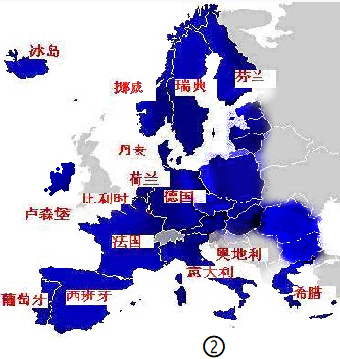 冰岛
挪威
瑞典
芬兰
丹麦
荷兰
比利时
德国
卢森堡
法国
奥地利
意大利
葡萄牙
西班牙
希腊
②